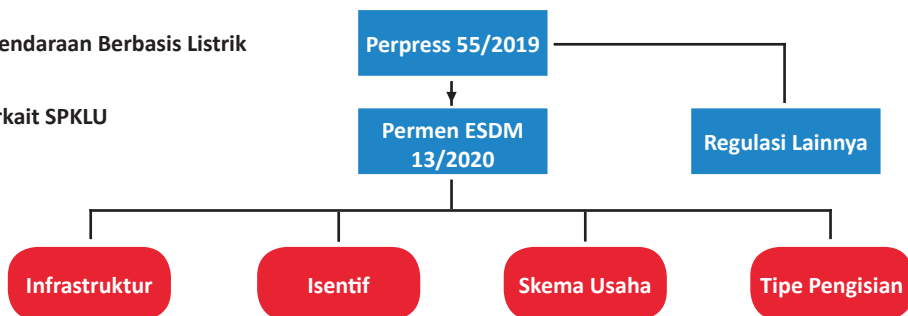 endaraan Berbasis Listrik
Perpress 55/2019
rkait SPKLU
Permen ESDM
13/2020
Regulasi Lainnya
Infrastruktur
Isentif
Skema Usaha
Tipe Pengisian